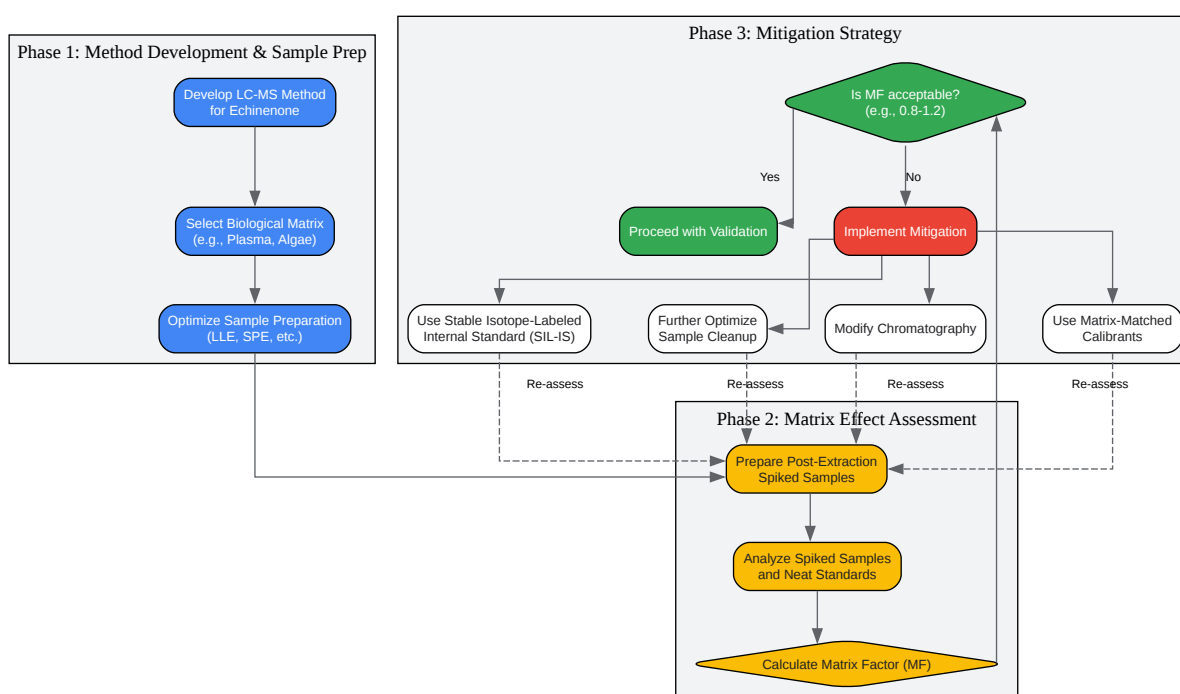 Phase 1: Method Development & Sample Prep
Develop LC-MS Method
for Echinenone
Select Biological Matrix
(e.g., Plasma, Algae)
Optimize Sample Preparation
(LLE, SPE, etc.)
Phase 3: Mitigation Strategy
Is MF acceptable?
(e.g., 0.8-1.2)
Yes
No
Proceed with Validation
Implement Mitigation
Use Stable Isotope-Labeled
Internal Standard (SIL-IS)
Further Optimize
Sample Cleanup
Modify Chromatography
Use Matrix-Matched
Calibrants
Re-assess
Re-assess
Re-assess
Re-assess
Phase 2: Matrix Effect Assessment
Prepare Post-Extraction
Spiked Samples
Analyze Spiked Samples
and Neat Standards
Calculate Matrix Factor (MF)